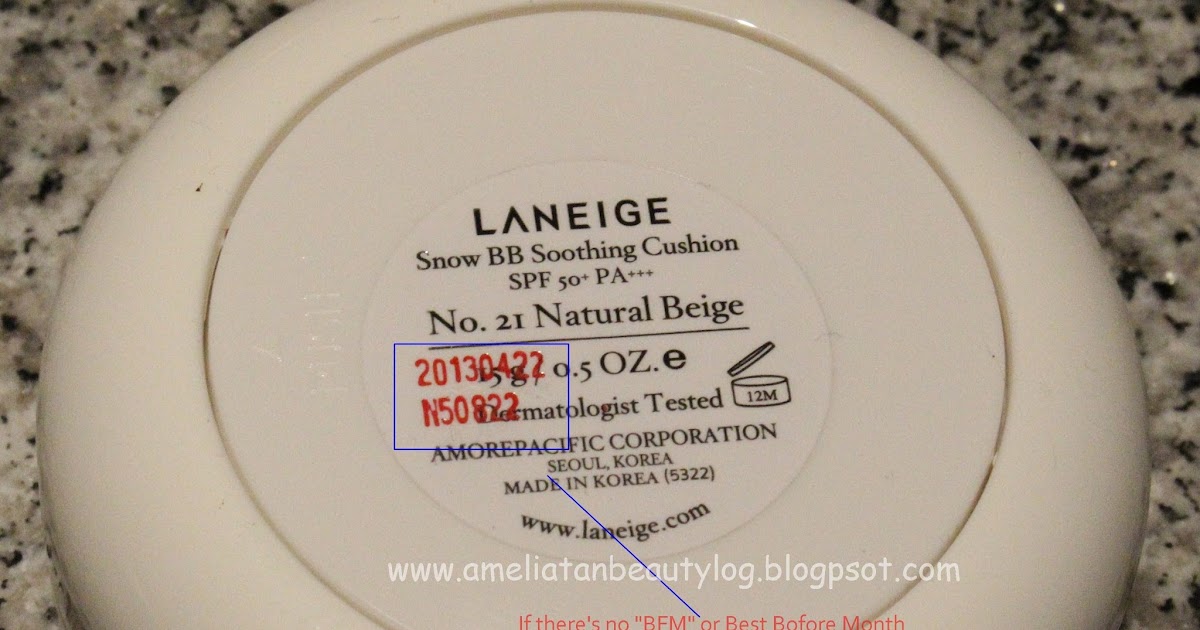 LANEIGE
Snow BB Soothing Cushion
SPF 50+ PA+++
No. 21 Natural Beige
20130422
15 g / 0.5 OZ. e
N50822
Dermatologist Tested
12M
AMOREPACIFIC CORPORATION
SEOUL, KOREA
MADE IN KOREA (5322)
www.laneige.com
www.ameliatanbeautylog.blogpsot.com
If there's no "BFM" or Best Bofore Month